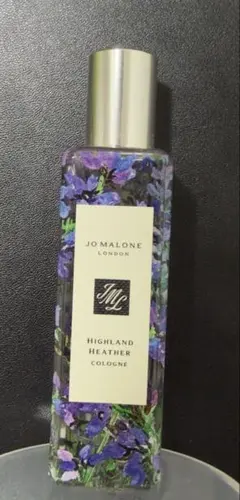 JO MALONE
LONDON
JML
HIGHLAND
HEATHER
COLOGNE